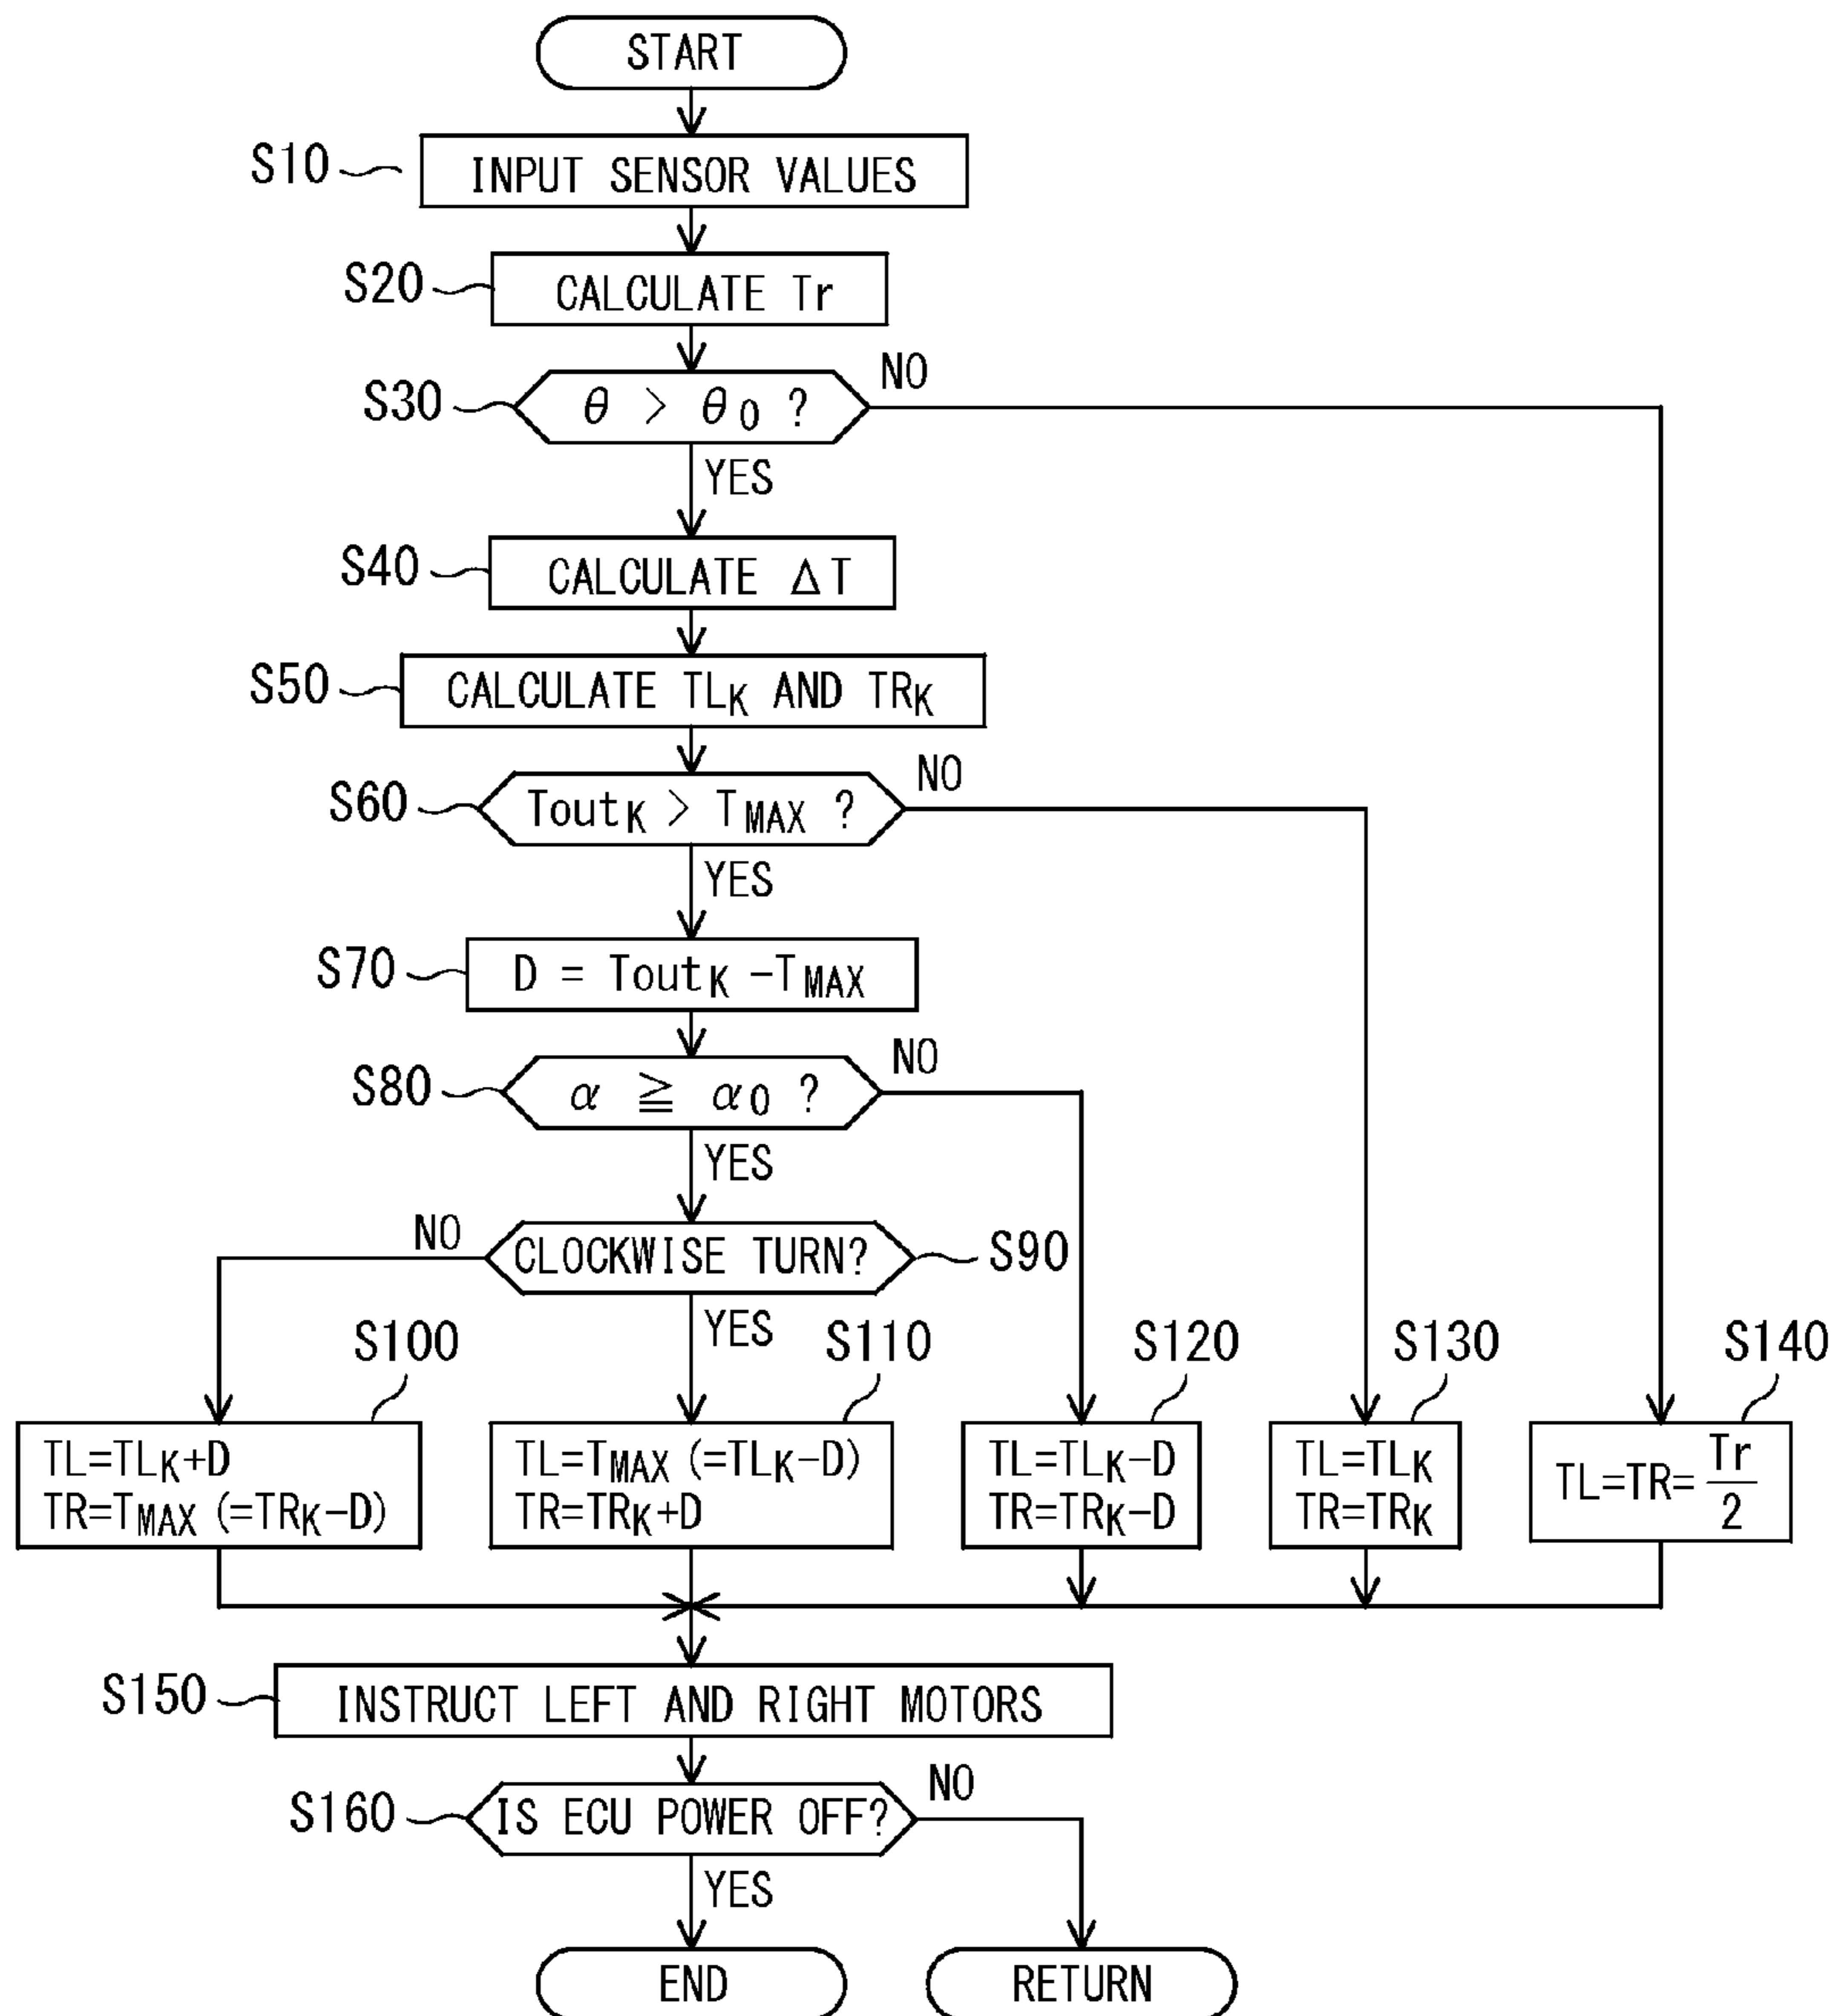 START
S10
INPUT SENSOR VALUES
S20
CALCULATE Tr
S30
θ > θ0 ?
NO
YES
S40
CALCULATE ΔT
S50
CALCULATE TLK AND TRK
S60
ToutK > TMAX ?
NO
YES
S70
D = ToutK -TMAX
S80
α ≧ α0 ?
NO
YES
NO
CLOCKWISE TURN?
S90
YES
S100
S110
S120
S130
S140
TL=TLK+D
TR=TMAX (=TRK-D)
TL=TMAX (=TLK-D)
TR=TRK+D
TL=TLK-D
TR=TRK-D
TL=TLK
TR=TRK
TL=TR=Tr/2
S150
INSTRUCT LEFT AND RIGHT MOTORS
S160
IS ECU POWER OFF?
NO
YES
END
RETURN